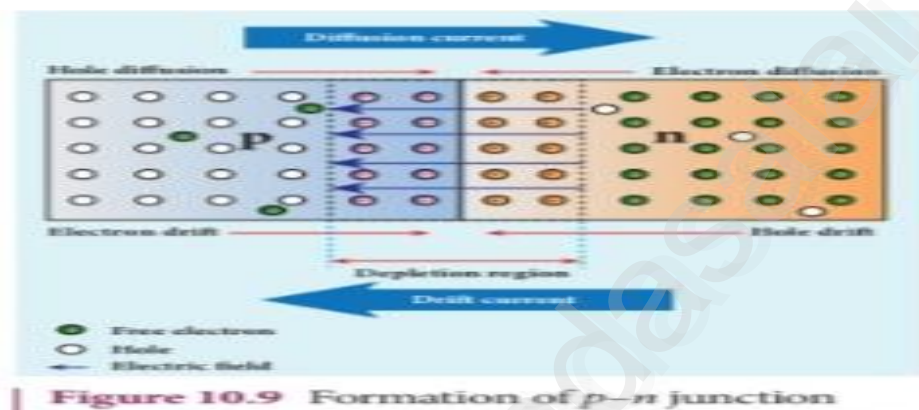 Diffusion current
Hole diffusion Electron diffusion
p n
Electron drift Hole drift
Depletion region
Drift current
Free electron
Hole
Electric field
Figure 10.9 Formation of p–n junction